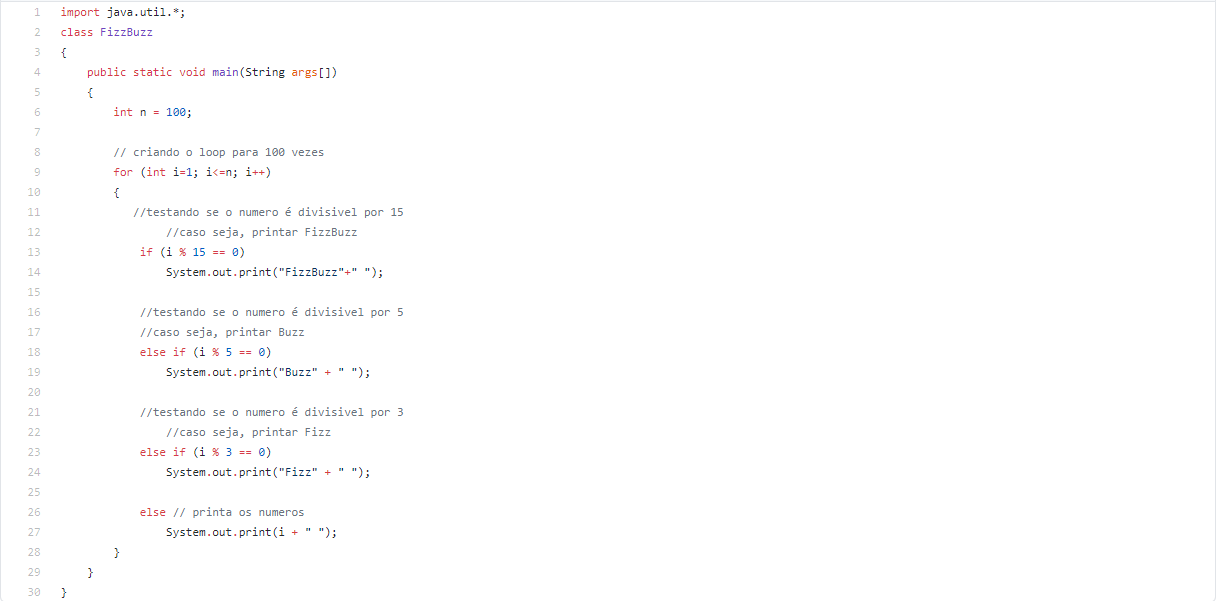 1 import java.util.*;
2 class FizzBuzz
3 {
4     public static void main(String args[])
5     {
6         int n = 100;
7
8         // criando o loop para 100 vezes
9         for (int i=1; i<=n; i++)
10         {
11            //testando se o numero é divisivel por 15
12                 //caso seja, printar FizzBuzz
13             if (i % 15 == 0)
14                 System.out.print("FizzBuzz"+" ");
15
16             //testando se o numero é divisivel por 5
17             //caso seja, printar Buzz
18             else if (i % 5 == 0)
19                 System.out.print("Buzz" + " ");
20
21             //testando se o numero é divisivel por 3
22                 //caso seja, printar Fizz
23             else if (i % 3 == 0)
24                 System.out.print("Fizz" + " ");
25
26             else // printa os numeros
27                 System.out.print(i + " ");
28         }
29     }
30 }